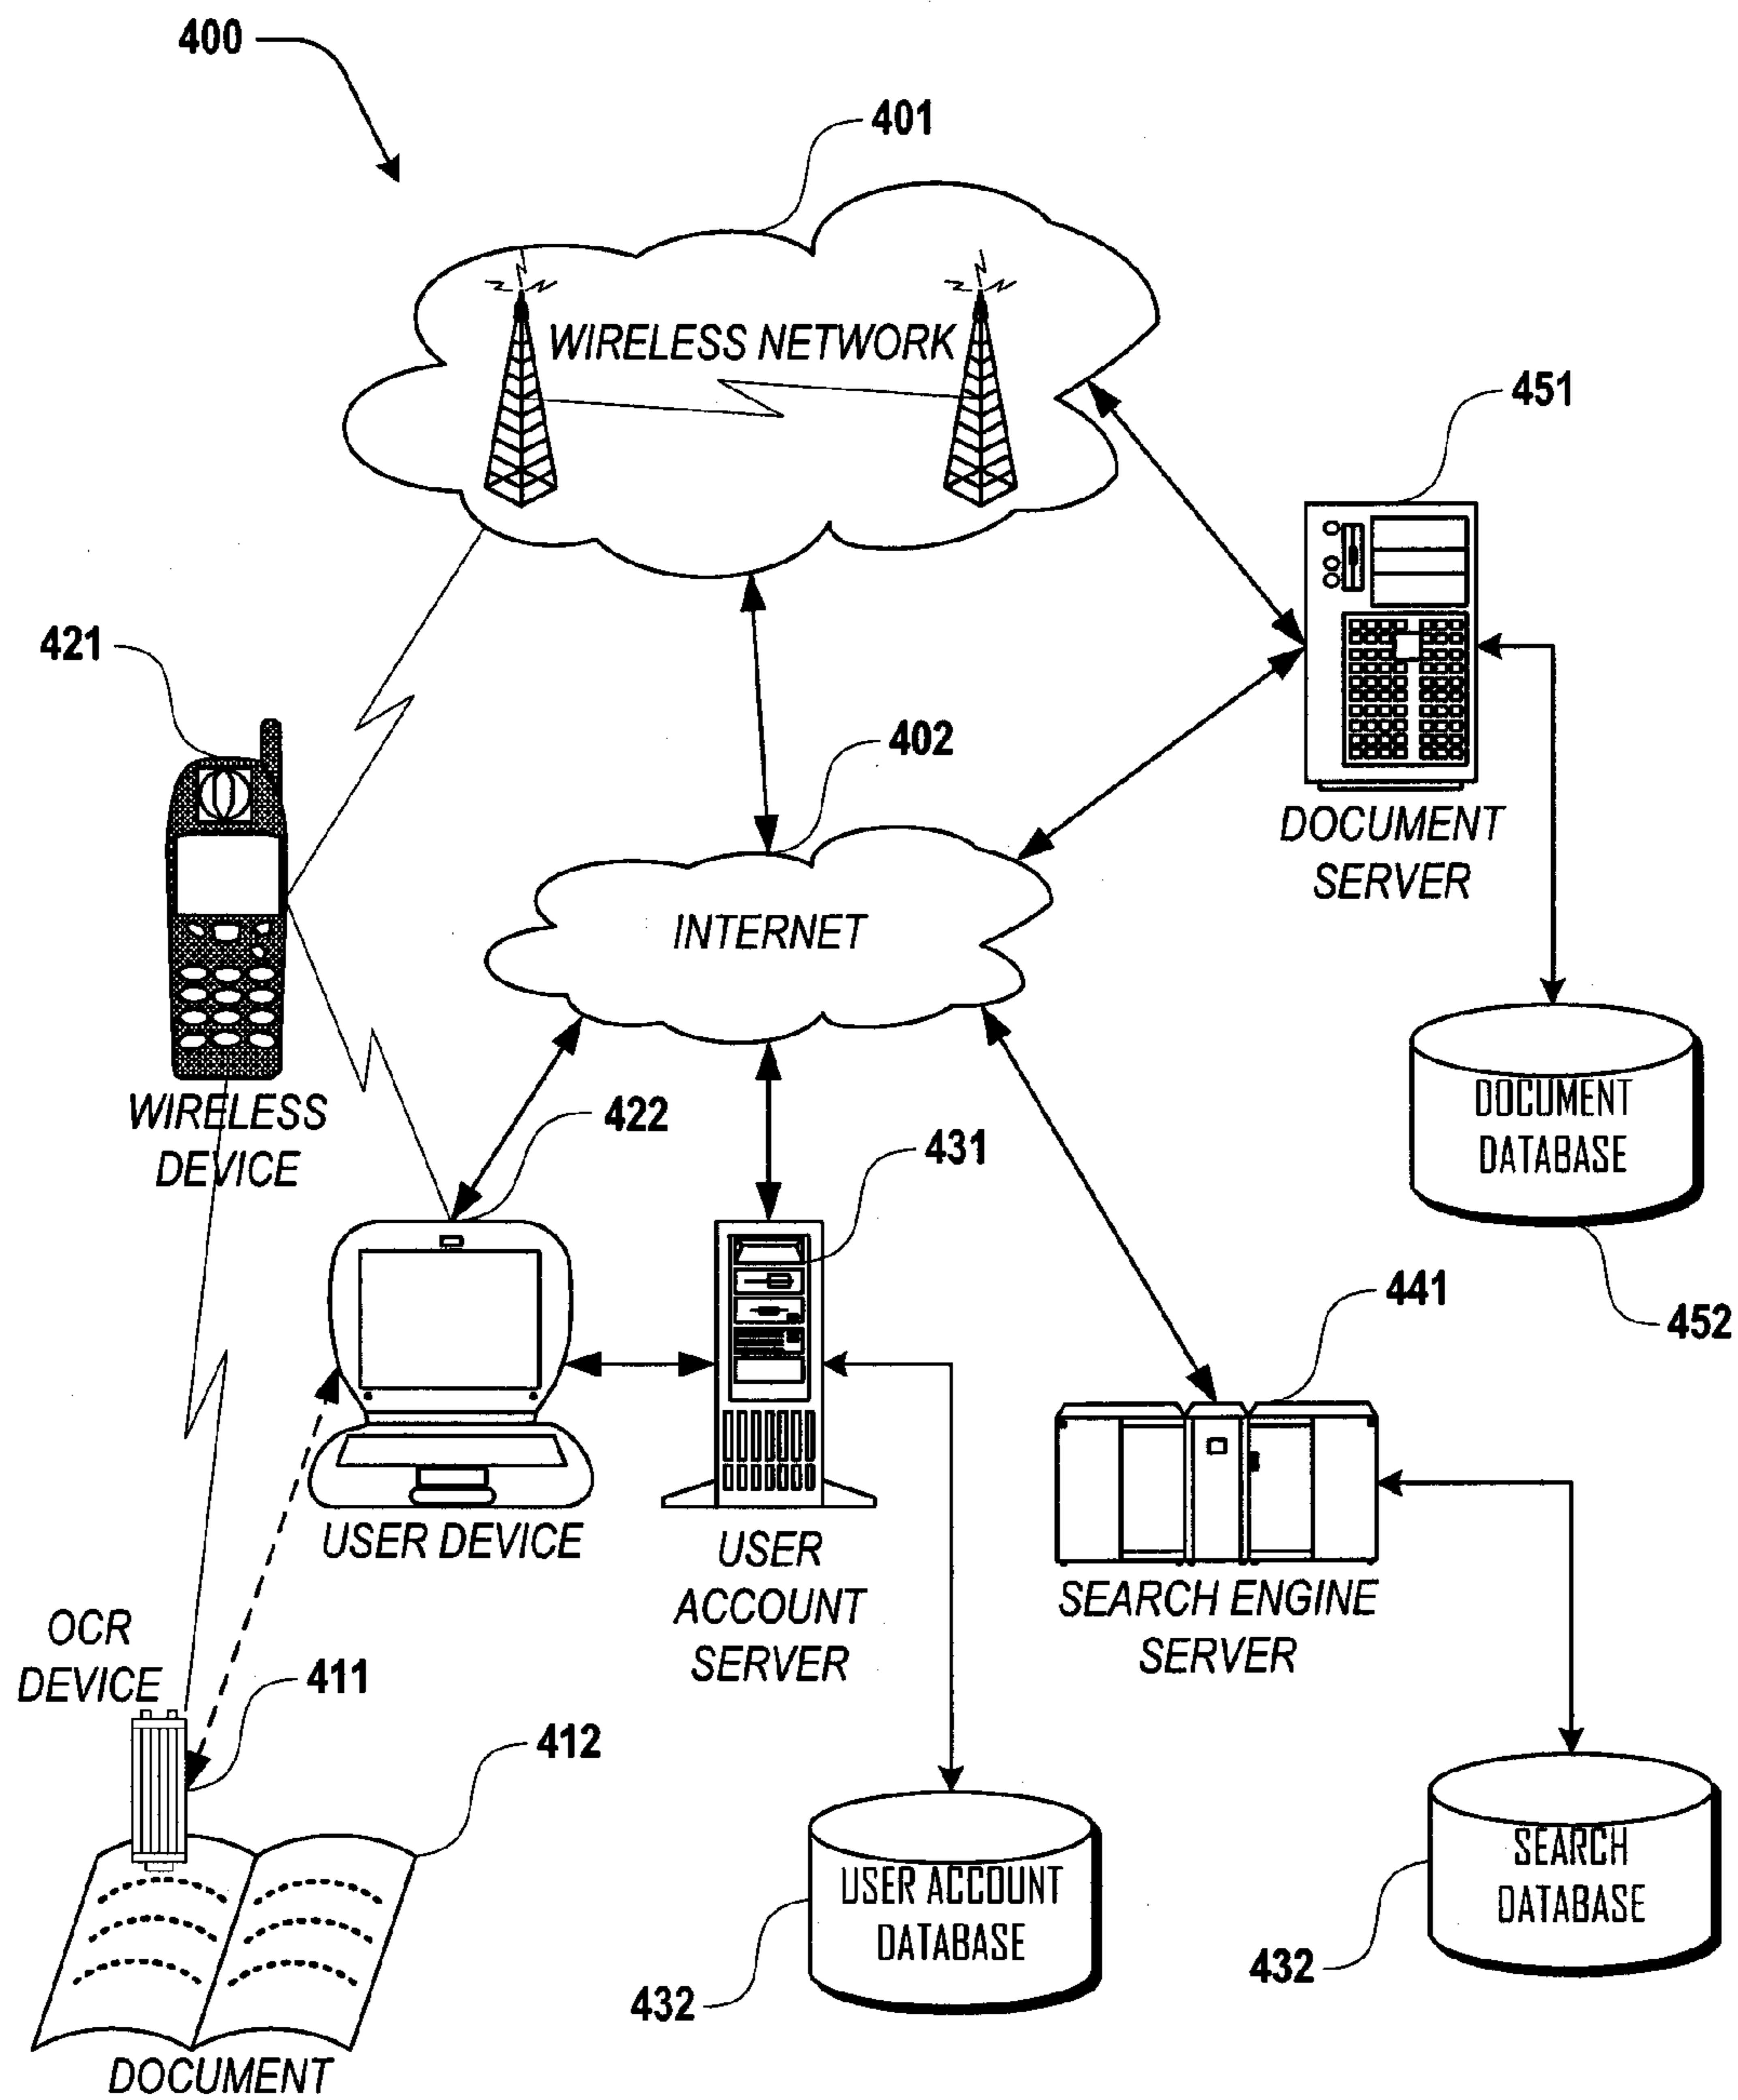 400
401
WIRELESS NETWORK
451
421
402
DOCUMENT
SERVER
INTERNET
DOCUMENT
DATABASE
WIRELESS
DEVICE
422
431
441
452
USER DEVICE
USER
ACCOUNT
SERVER
SEARCH ENGINE
SERVER
OCR
DEVICE
411
412
USER ACCOUNT
DATABASE
SEARCH
DATABASE
432
432
DOCUMENT